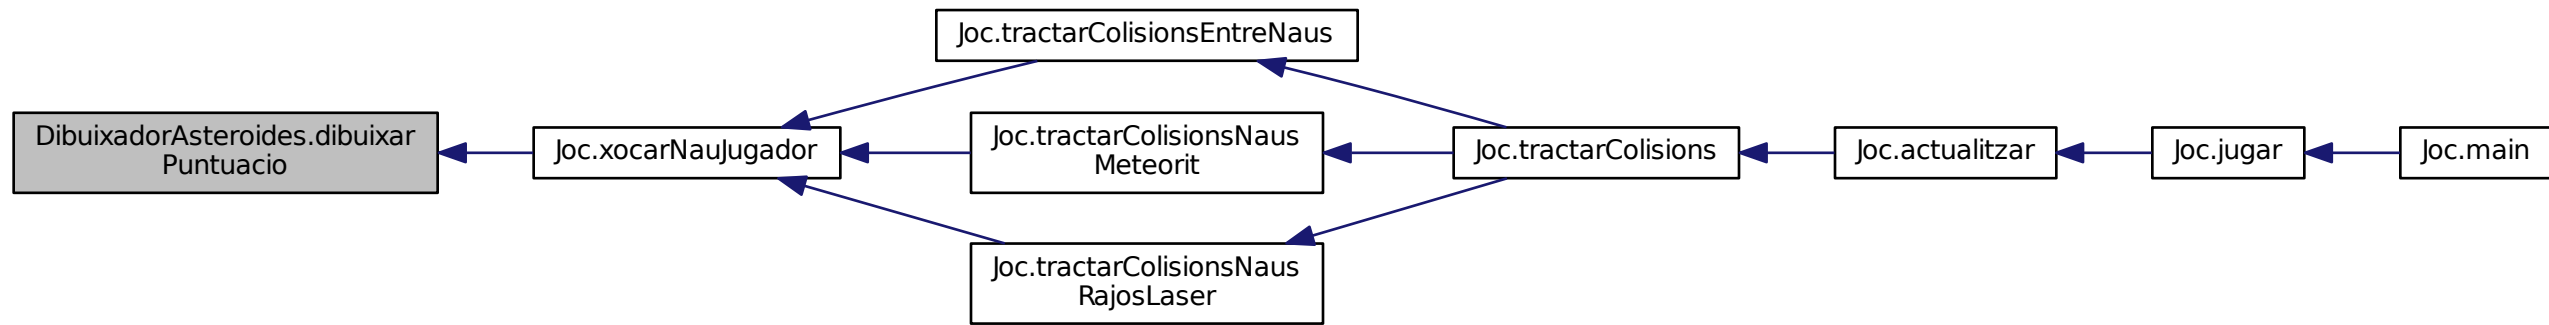 DibuixadorAsteroides.dibuixar
Puntuacio
Joc.xocarNauJugador
Joc.tractarColisionsEntreNaus
Joc.tractarColisionsNaus
Meteorit
Joc.tractarColisionsNaus
RajosLaser
Joc.tractarColisions
Joc.actualitzar
Joc.jugar
Joc.main